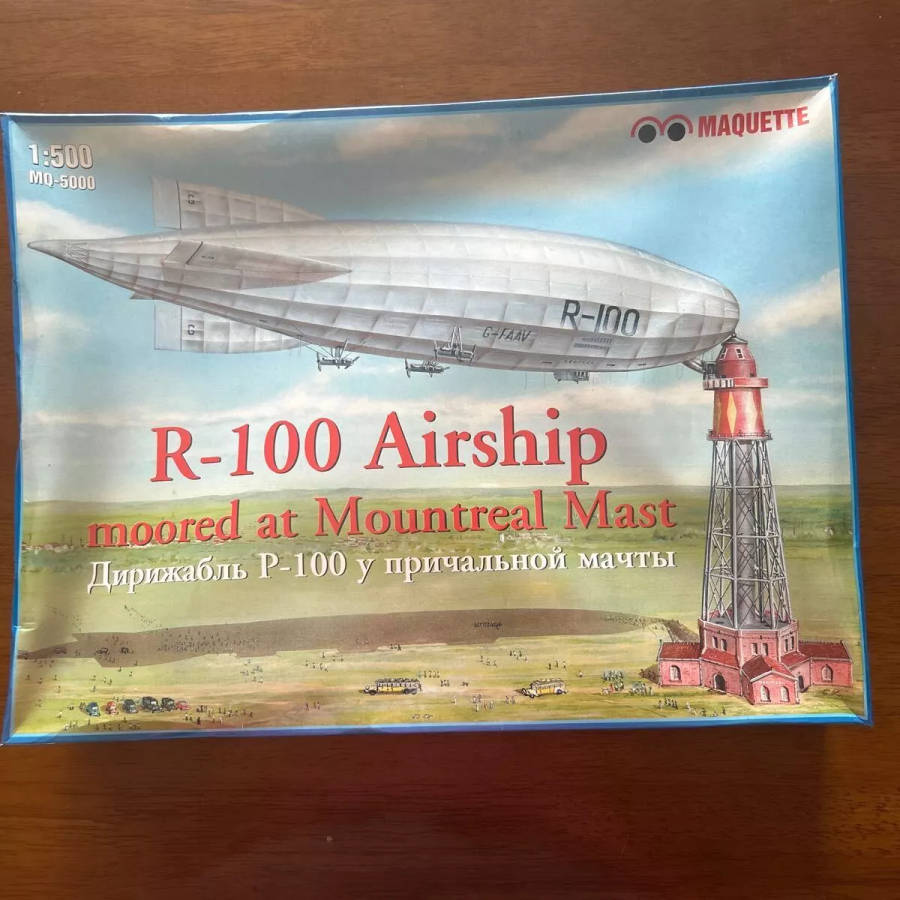 MAQUETTE
1:500
MQ-5000
G
R-100
G-FAAV
G
R-100 Airship
moored at Mountreal Mast
Дирижабль Р-100 у причальной мачты